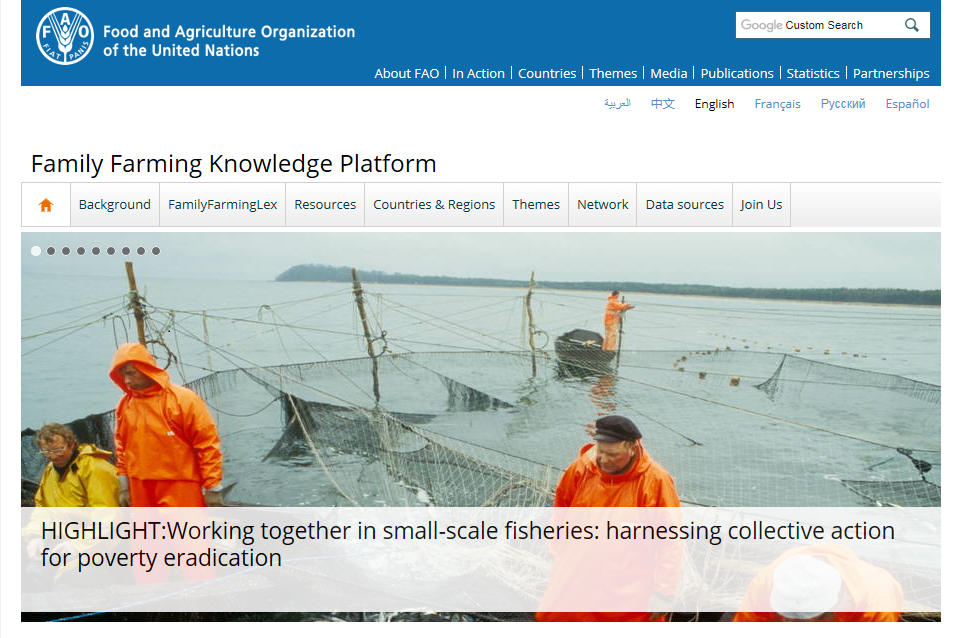 F A O
FIAT PANIS
Food and Agriculture Organization
of the United Nations
Google Custom Search
About FAO | In Action | Countries | Themes | Media | Publications | Statistics | Partnerships
العربية 中文 English Français Русский Español
Family Farming Knowledge Platform
Background FamilyFarmingLex Resources Countries & Regions Themes Network Data sources Join Us
HIGHLIGHT:Working together in small-scale fisheries: harnessing collective action
for poverty eradication